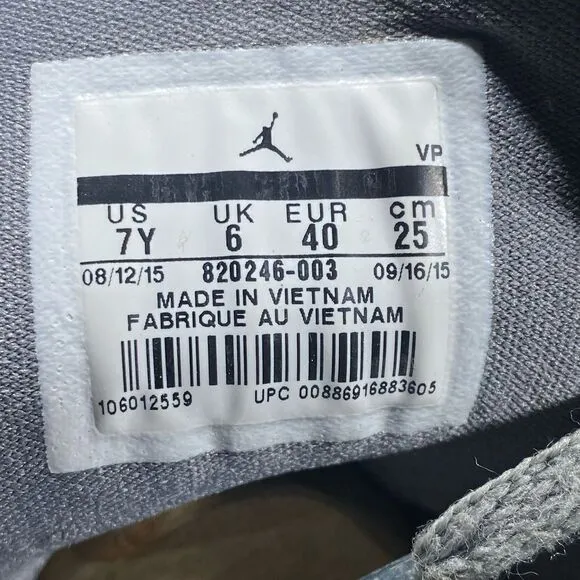 VP
US UK EUR cm
7Y 6 40 25
08/12/15 820246-003 09/16/15
MADE IN VIETNAM
FABRIQUE AU VIETNAM
106012559 UPC 00886916883605